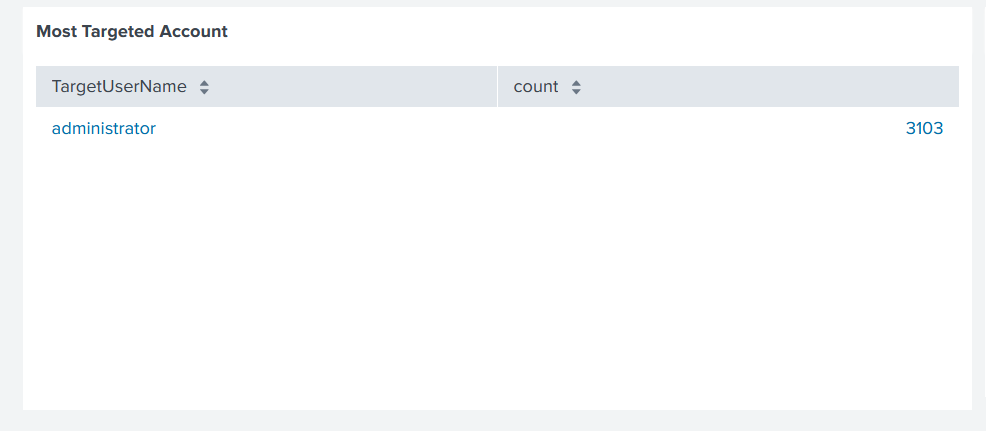 Most Targeted Account
TargetUserName count
administrator 3103